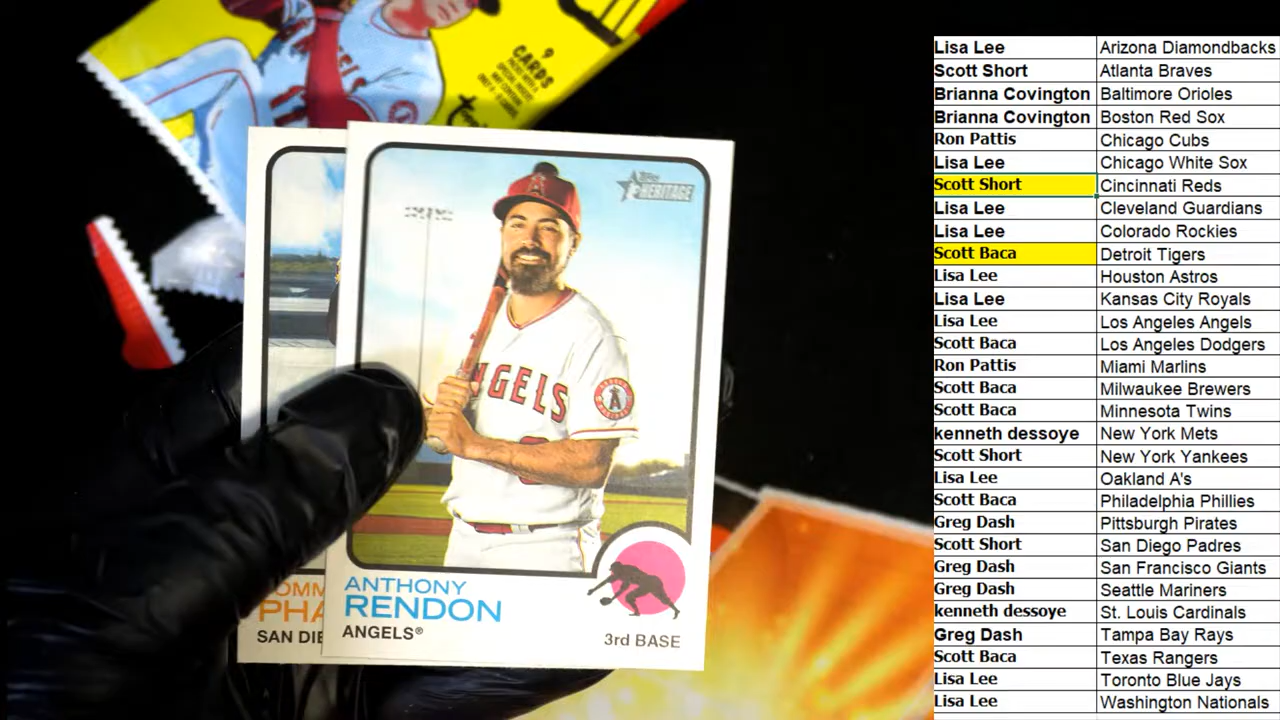 9
CARDS
Topps HERITAGE
ANGELS
A
ANTHONY
RENDON
ANGELS®
3rd BASE
SAN DIE
Lisa Lee Arizona Diamondbacks
Scott Short Atlanta Braves
Brianna Covington Baltimore Orioles
Brianna Covington Boston Red Sox
Ron Pattis Chicago Cubs
Lisa Lee Chicago White Sox
Scott Short Cincinnati Reds
Lisa Lee Cleveland Guardians
Lisa Lee Colorado Rockies
Scott Baca Detroit Tigers
Lisa Lee Houston Astros
Lisa Lee Kansas City Royals
Lisa Lee Los Angeles Angels
Scott Baca Los Angeles Dodgers
Ron Pattis Miami Marlins
Scott Baca Milwaukee Brewers
Scott Baca Minnesota Twins
kenneth dessoye New York Mets
Scott Short New York Yankees
Lisa Lee Oakland A's
Scott Baca Philadelphia Phillies
Greg Dash Pittsburgh Pirates
Scott Short San Diego Padres
Greg Dash San Francisco Giants
Greg Dash Seattle Mariners
kenneth dessoye St. Louis Cardinals
Greg Dash Tampa Bay Rays
Scott Baca Texas Rangers
Lisa Lee Toronto Blue Jays
Lisa Lee Washington Nationals